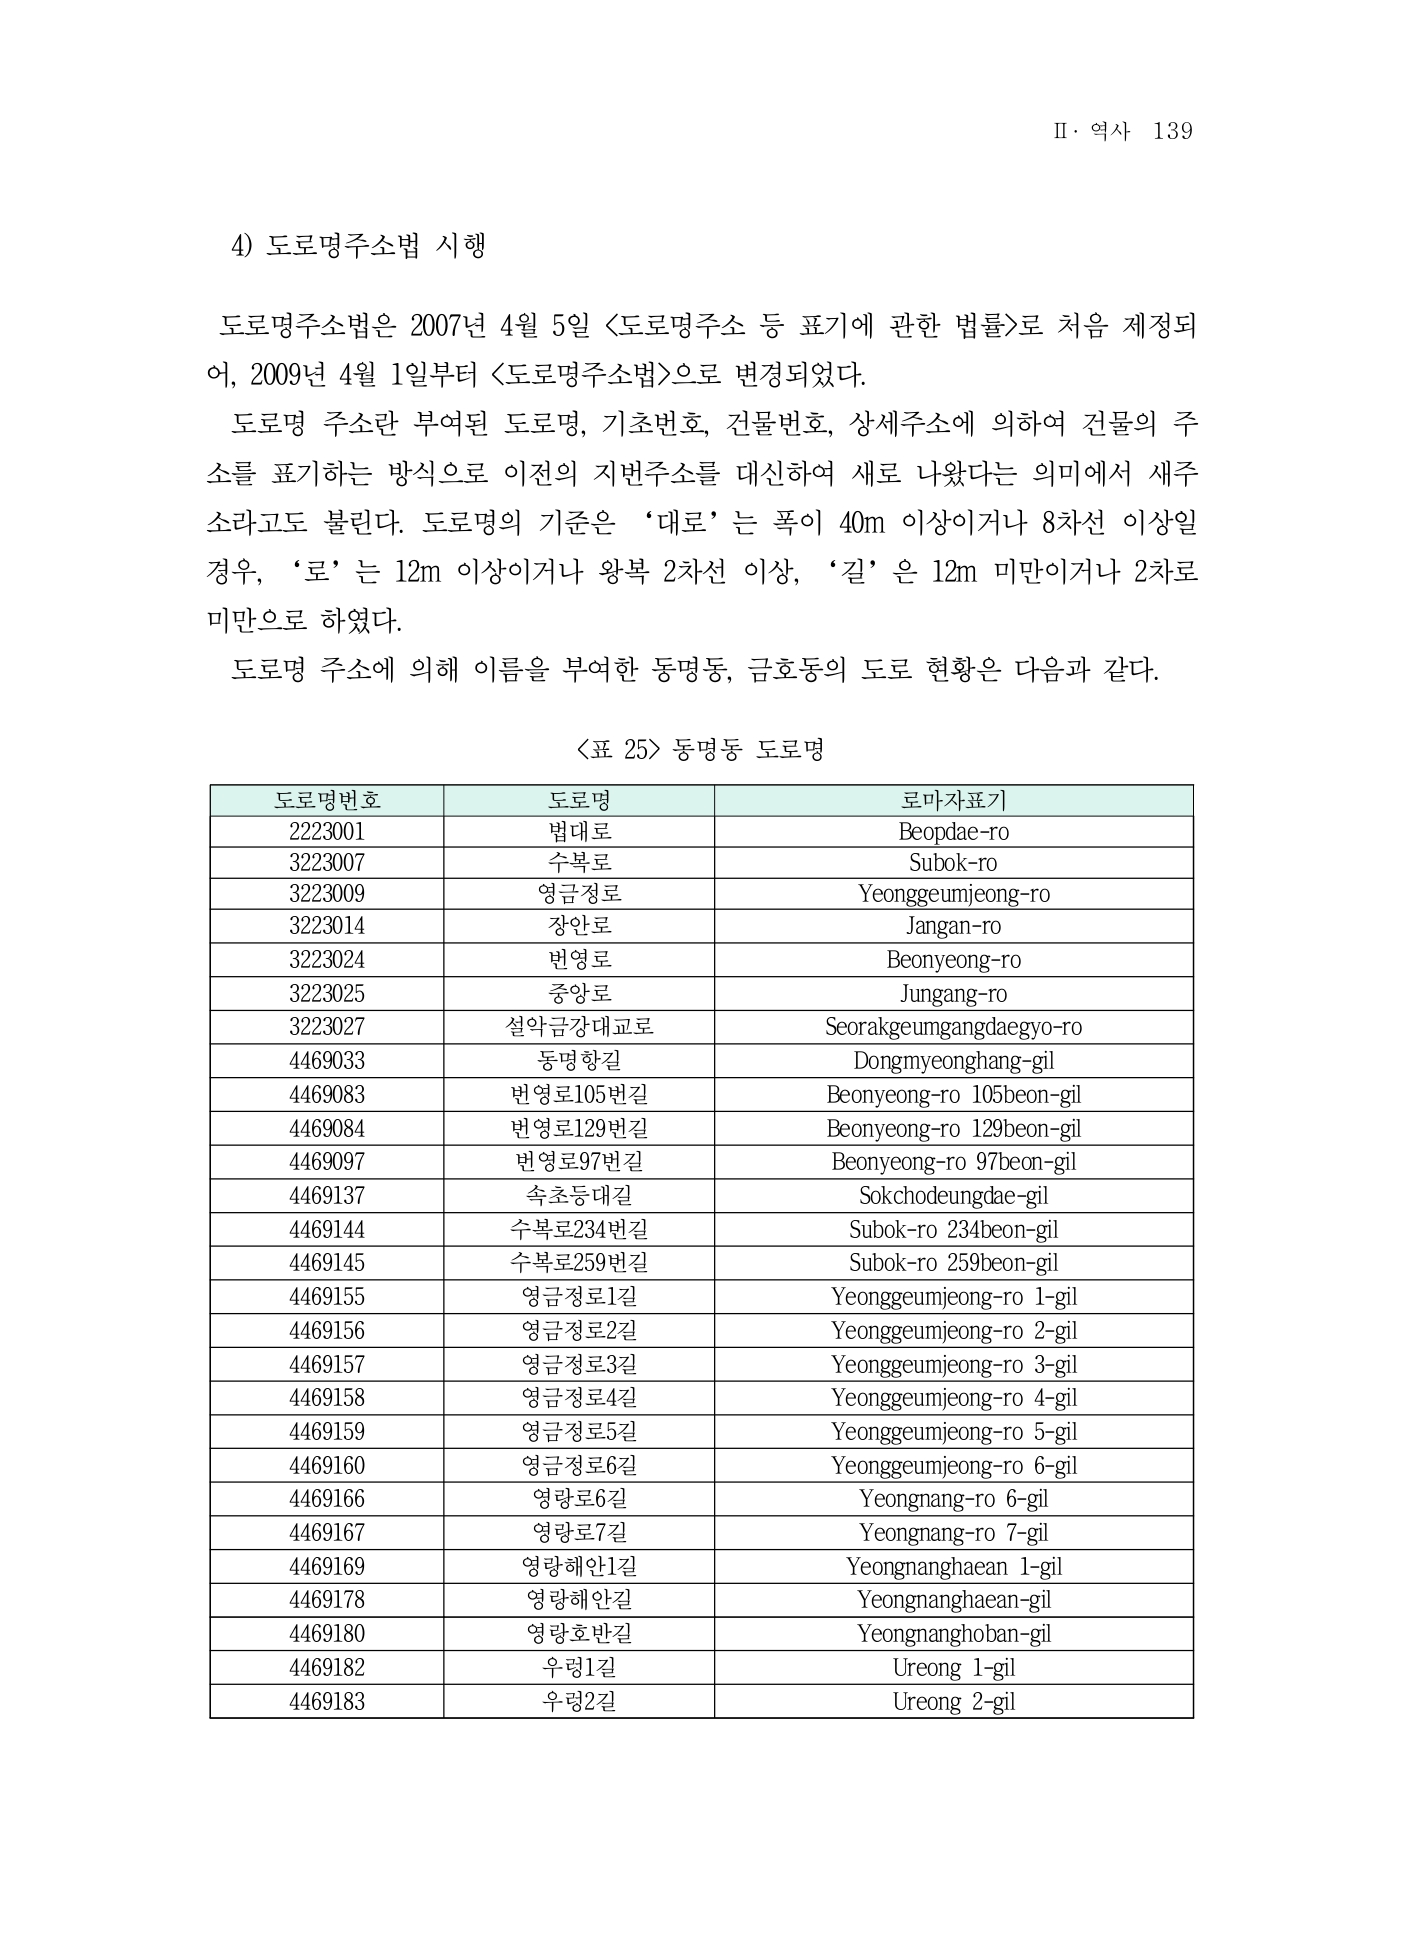 Ⅱ· 역사 139
4) 도로명주소법 시행
도로명주소법은 2007년 4월 5일 <도로명주소 등 표기에 관한 법률>로 처음 제정되
어, 2009년 4월 1일부터 <도로명주소법>으로 변경되었다.
도로명 주소란 부여된 도로명, 기초번호, 건물번호, 상세주소에 의하여 건물의 주
소를 표기하는 방식으로 이전의 지번주소를 대신하여 새로 나왔다는 의미에서 새주
소라고도 불린다. 도로명의 기준은 ‘대로’는 폭이 40m 이상이거나 8차선 이상일
경우, ‘로’는 12m 이상이거나 왕복 2차선 이상, ‘길’은 12m 미만이거나 2차로
미만으로 하였다.
도로명 주소에 의해 이름을 부여한 동명동, 금호동의 도로 현황은 다음과 같다.
<표 25> 동명동 도로명
도로명번호 도로명 로마자표기
2223001 법대로 Beopdae-ro
3223007 수복로 Subok-ro
3223009 영금정로 Yeonggeumjeong-ro
3223014 장안로 Jangan-ro
3223024 번영로 Beonyeong-ro
3223025 중앙로 Jungang-ro
3223027 설악금강대교로 Seorakgeumgangdaegyo-ro
4469033 동명항길 Dongmyeonghang-gil
4469083 번영로105번길 Beonyeong-ro 105beon-gil
4469084 번영로129번길 Beonyeong-ro 129beon-gil
4469097 번영로97번길 Beonyeong-ro 97beon-gil
4469137 속초등대길 Sokchodeungdae-gil
4469144 수복로234번길 Subok-ro 234beon-gil
4469145 수복로259번길 Subok-ro 259beon-gil
4469155 영금정로1길 Yeonggeumjeong-ro 1-gil
4469156 영금정로2길 Yeonggeumjeong-ro 2-gil
4469157 영금정로3길 Yeonggeumjeong-ro 3-gil
4469158 영금정로4길 Yeonggeumjeong-ro 4-gil
4469159 영금정로5길 Yeonggeumjeong-ro 5-gil
4469160 영금정로6길 Yeonggeumjeong-ro 6-gil
4469166 영랑로6길 Yeongnang-ro 6-gil
4469167 영랑로7길 Yeongnang-ro 7-gil
4469169 영랑해안1길 Yeongnanghaean 1-gil
4469178 영랑해안길 Yeongnanghaean-gil
4469180 영랑호반길 Yeongnanghoban-gil
4469182 우렁1길 Ureong 1-gil
4469183 우렁2길 Ureong 2-gil